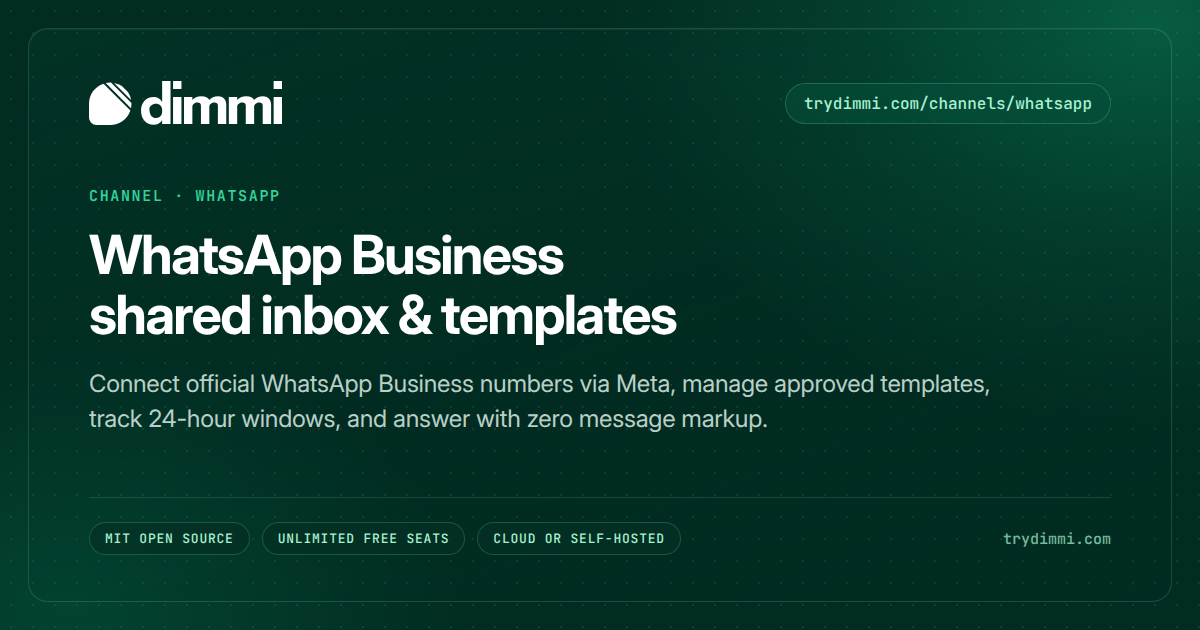 dimmi
trydimmi.com/channels/whatsapp
CHANNEL · WHATSAPP
WhatsApp Business
shared inbox & templates
Connect official WhatsApp Business numbers via Meta, manage approved templates,
track 24-hour windows, and answer with zero message markup.
MIT OPEN SOURCE
UNLIMITED FREE SEATS
CLOUD OR SELF-HOSTED
trydimmi.com